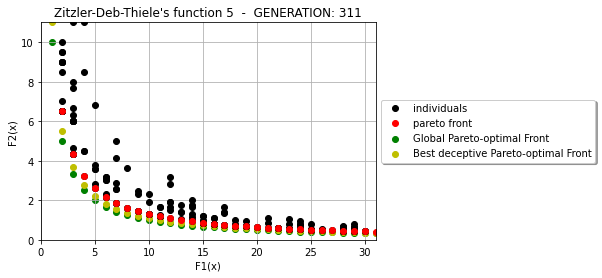 Zitzler-Deb-Thiele's function 5 - GENERATION: 311
10
8
6
4
2
0
F2(x)
0 5 10 15 20 25 30
F1(x)
individuals
pareto front
Global Pareto-optimal Front
Best deceptive Pareto-optimal Front